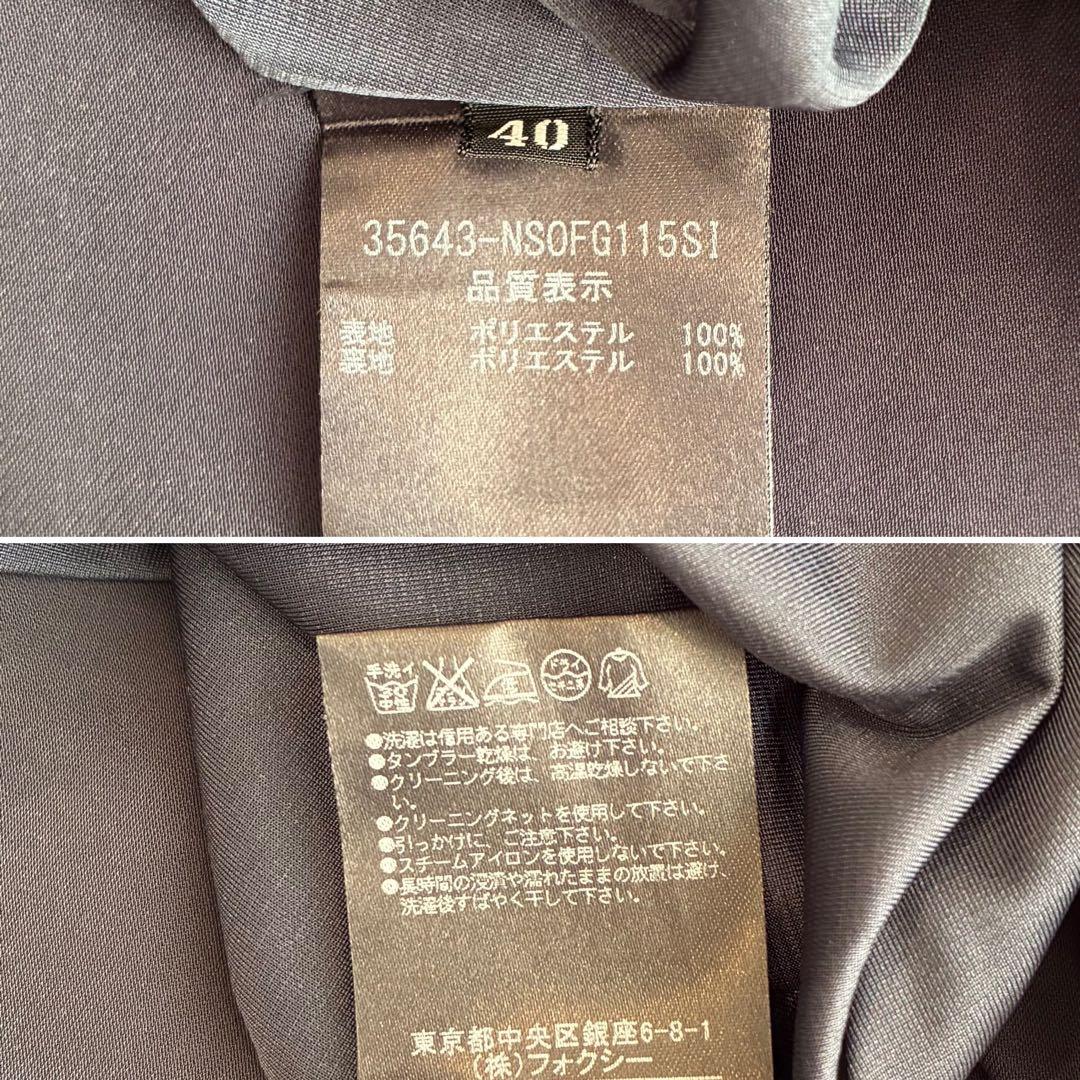 40
35643-NSOFG115SI
品質表示
表地 ポリエステル 100%
裏地 ポリエステル 100%
手洗イ
30
中性
ドライ
セキユ系
●洗濯は信用ある専門店へご相談下さい。
●タンブラー乾燥は、お避け下さい。
●クリーニング後は、高温乾燥しないで下さ
い。
●クリーニングネットを使用して下さい。
●引っかけに、ご注意下さい。
●スチームアイロンを使用しないで下さい。
●長時間の浸漬や濡れたままの放置は避け、
洗濯後すばやく干して下さい。
東京都中央区銀座6-8-1
(株)フォクシー